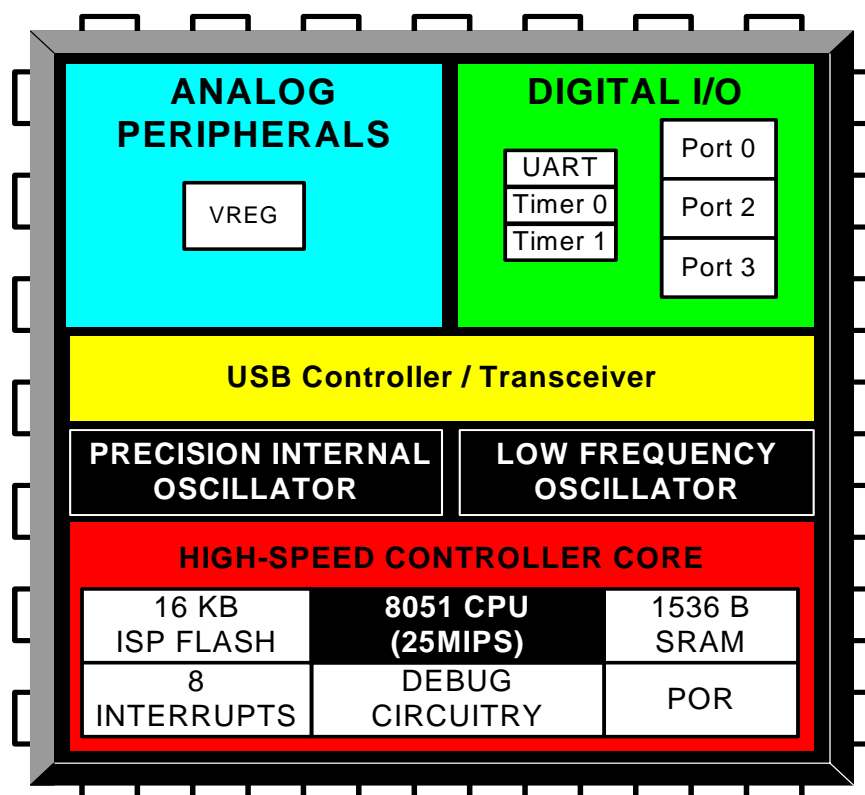 ANALOG
PERIPHERALS
VREG
DIGITAL I/O
UART
Timer 0
Timer 1
Port 0
Port 2
Port 3
USB Controller / Transceiver
PRECISION INTERNAL
OSCILLATOR
LOW FREQUENCY
OSCILLATOR
HIGH-SPEED CONTROLLER CORE
16 KB
ISP FLASH
8051 CPU
(25MIPS)
1536 B
SRAM
8
INTERRUPTS
DEBUG
CIRCUITRY
POR